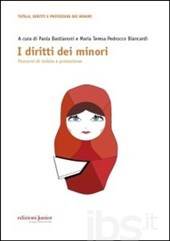 TUTELA, DIRITTI E PROTEZIONE DEI MINORI
A cura di Paola Bastianoni e Maria Teresa Pedrocco Biancardi
I diritti dei minori
Percorsi di tutela e protezione
edizioni junior
ibs.it